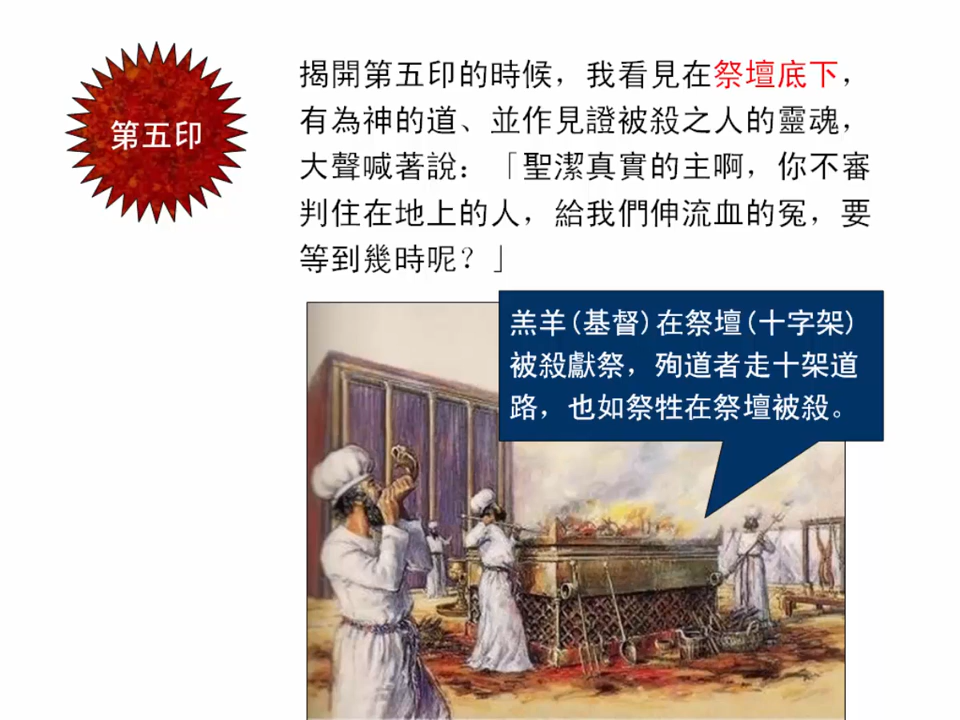 第五印
揭開第五印的時候，我看見在祭壇底下，
有為神的道、並作見證被殺之人的靈魂，
大聲喊著說：「聖潔真實的主啊，你不審
判住在地上的人，給我們伸流血的冤，要
等到幾時呢？」
羔羊(基督)在祭壇(十字架)
被殺獻祭，殉道者走十架道
路，也如祭牲在祭壇被殺。